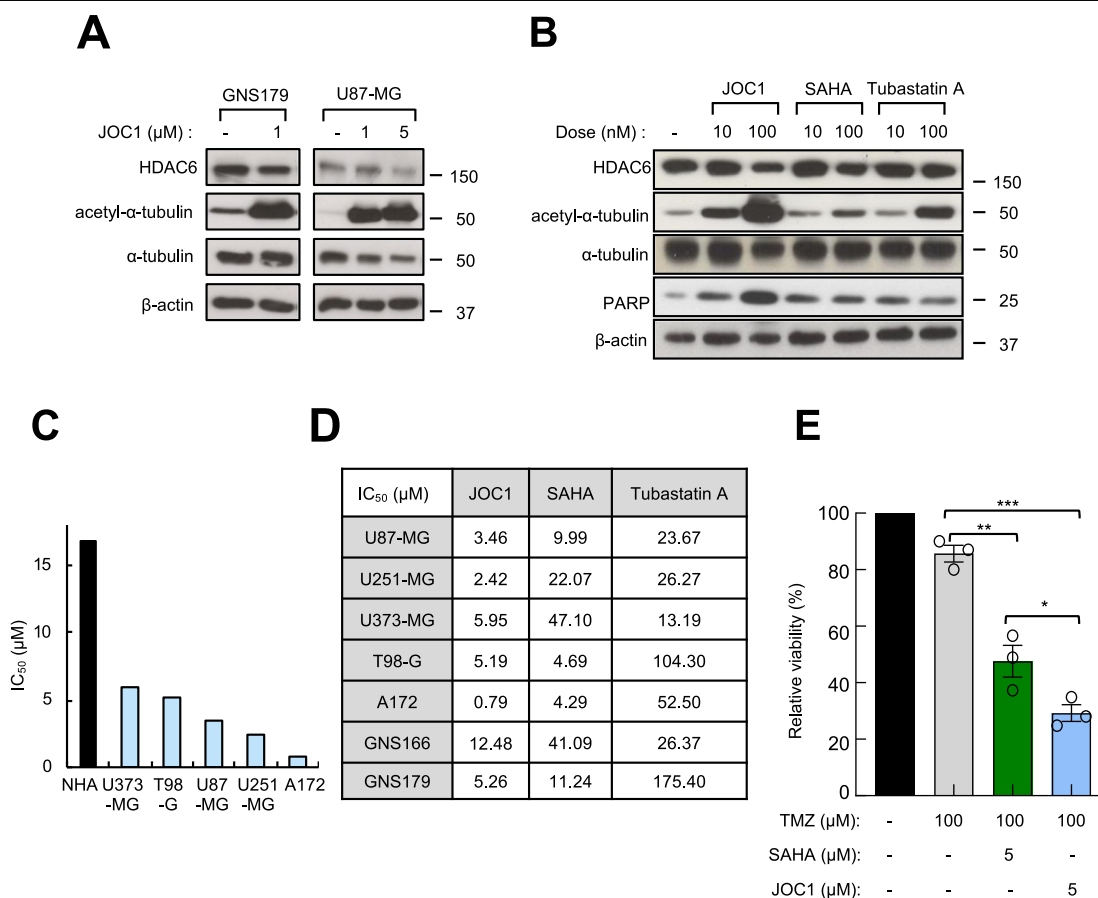 A
GNS179 U87-MG
JOC1 (µM) : - 1 - 1 5
HDAC6
150
acetyl-α-tubulin
50
α-tubulin
50
β-actin
37
B
JOC1 SAHA Tubastatin A
Dose (nM) : - 10 100 10 100 10 100
HDAC6
150
acetyl-α-tubulin
50
α-tubulin
50
PARP
25
β-actin
37
C
IC50 (µM)
15
10
5
0
NHA U373-MG T98-G U87-MG U251-MG A172
D
IC50 (µM) JOC1 SAHA Tubastatin A
U87-MG 3.46 9.99 23.67
U251-MG 2.42 22.07 26.27
U373-MG 5.95 47.10 13.19
T98-G 5.19 4.69 104.30
A172 0.79 4.29 52.50
GNS166 12.48 41.09 26.37
GNS179 5.26 11.24 175.40
E
Relative viability (%)
100
80
60
40
20
0
***
**
*
TMZ (µM): - 100 100 100
SAHA (µM): - - 5 -
JOC1 (µM): - - - 5